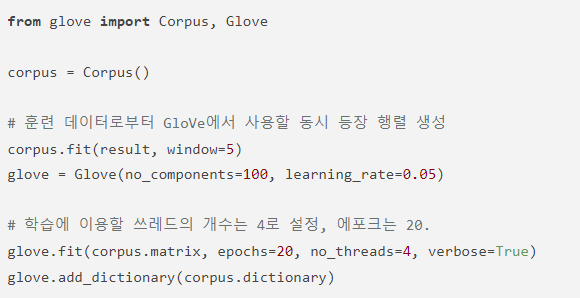 from glove import Corpus, Glove
corpus = Corpus()
# 훈련 데이터로부터 GloVe에서 사용할 동시 등장 행렬 생성
corpus.fit(result, window=5)
glove = Glove(no_components=100, learning_rate=0.05)
# 학습에 이용할 쓰레드의 개수는 4로 설정, 에포크는 20.
glove.fit(corpus.matrix, epochs=20, no_threads=4, verbose=True)
glove.add_dictionary(corpus.dictionary)